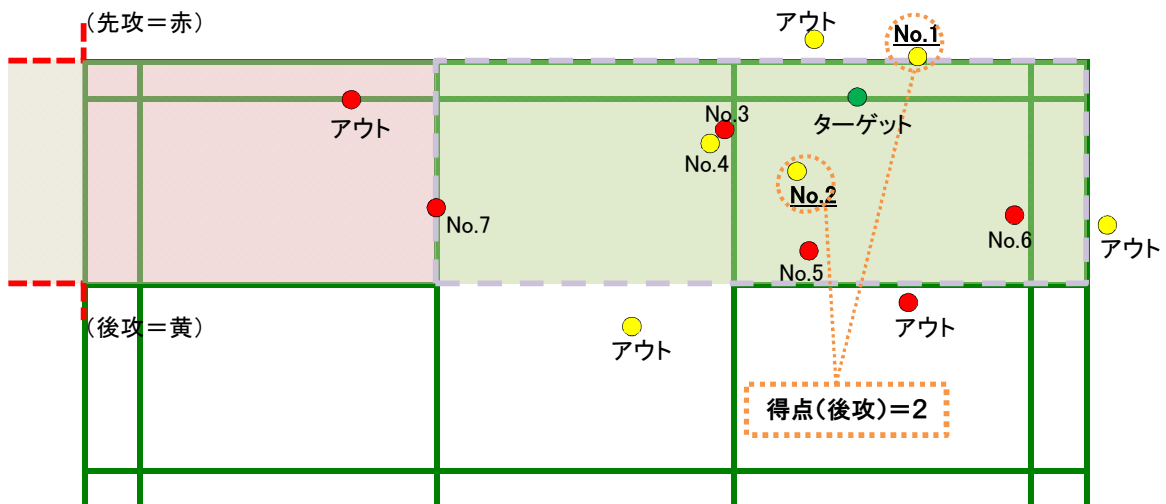 (先攻=赤)
アウト
No.1
アウト
No.3
ターゲット
No.4
No.2
No.7
No.6
No.5
アウト
(後攻=黄)
アウト
アウト
得点(後攻)=2